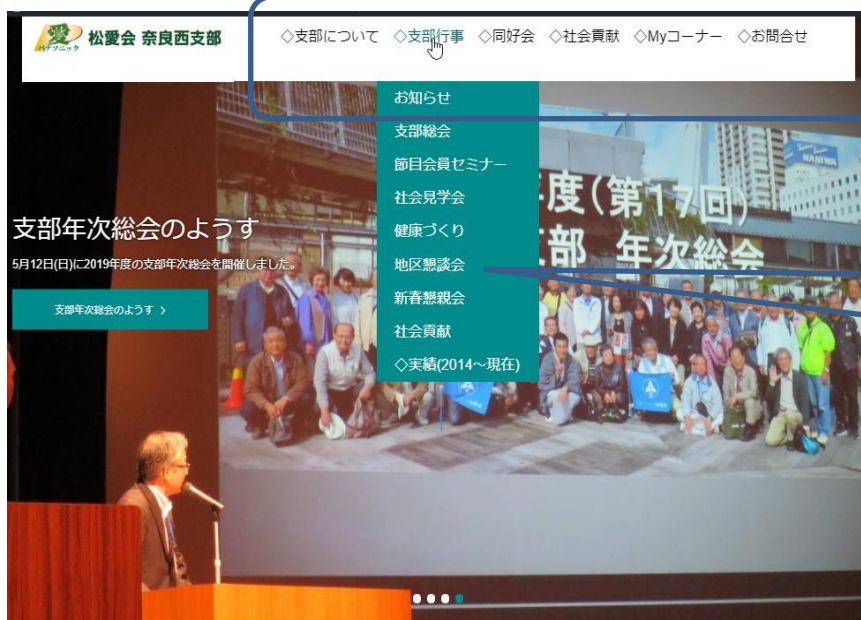 パナソニック 松愛会 奈良西支部
◇支部について ◇支部行事 ◇同好会 ◇社会貢献 ◇Myコーナー ◇お問合せ
お知らせ
支部総会
節目会員セミナー
社会見学会
健康づくり
地区懇談会
新春懇親会
社会貢献
◇実績(2014～現在)
支部年次総会のようす
5月12日(日)に2019年度の支部年次総会を開催しました。
支部年次総会のようす >
度(第17回)
部 年次総会
NANIWA